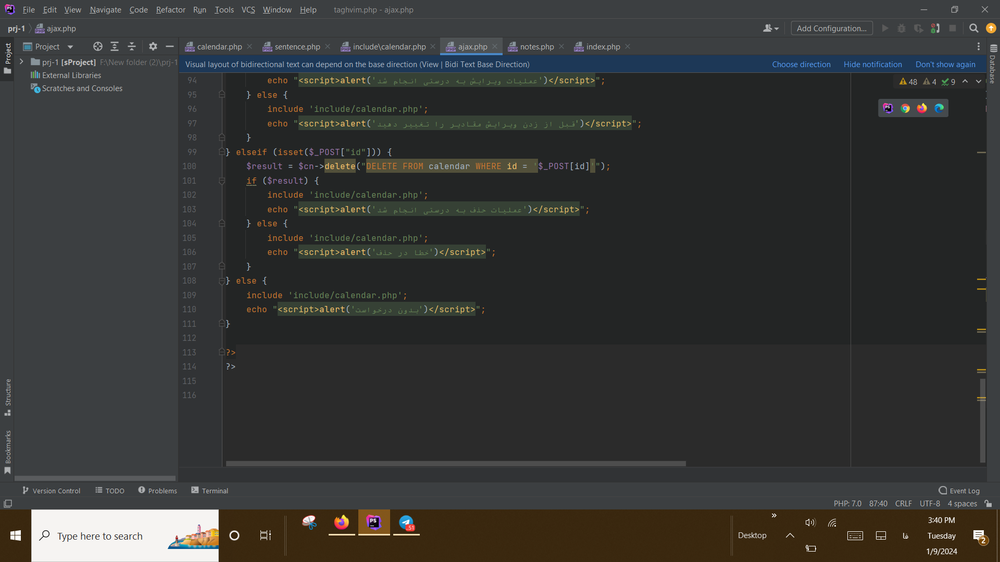 File Edit View Navigate Code Refactor Run Tools VCS Window Help taghvim.php - ajax.php
prj-1 ajax.php Add Configuration...
Project calendar.php sentence.php include\calendar.php ajax.php notes.php index.php
Visual layout of bidirectional text can depend on the base direction (View | Bidi Text Base Direction) Choose direction Hide notification Don't show again
prj-1 [sProject] F:\New folder (2)\prj-1
External Libraries
Scratches and Consoles
48 4 9
94 echo "<script>alert('عملیات ویرایش به درستی انجام شد')</script>";
95 } else {
96 include 'include/calendar.php';
97 echo "<script>alert('قبل از زدن ویرایش مقادیر را تغییر دهید')</script>";
98 }
99 } elseif (isset($_POST["id"])) {
100 $result = $cn->delete("DELETE FROM calendar WHERE id = '$_POST[id]'");
101 if ($result) {
102 include 'include/calendar.php';
103 echo "<script>alert('عملیات حذف به درستی انجام شد')</script>";
104 } else {
105 include 'include/calendar.php';
106 echo "<script>alert('خطا در حذف')</script>";
107 }
108 } else {
109 include 'include/calendar.php';
110 echo "<script>alert('بدون درخواست')</script>";
111 }
112
113 ?>
114 ?>
115
116
Project
Structure
Bookmarks
Database
Version Control TODO Problems Terminal Event Log
PHP: 7.0 87:40 CRLF UTF-8 4 spaces
Type here to search
..51
Desktop
فا
3:40 PM
Tuesday
1/9/2024
2